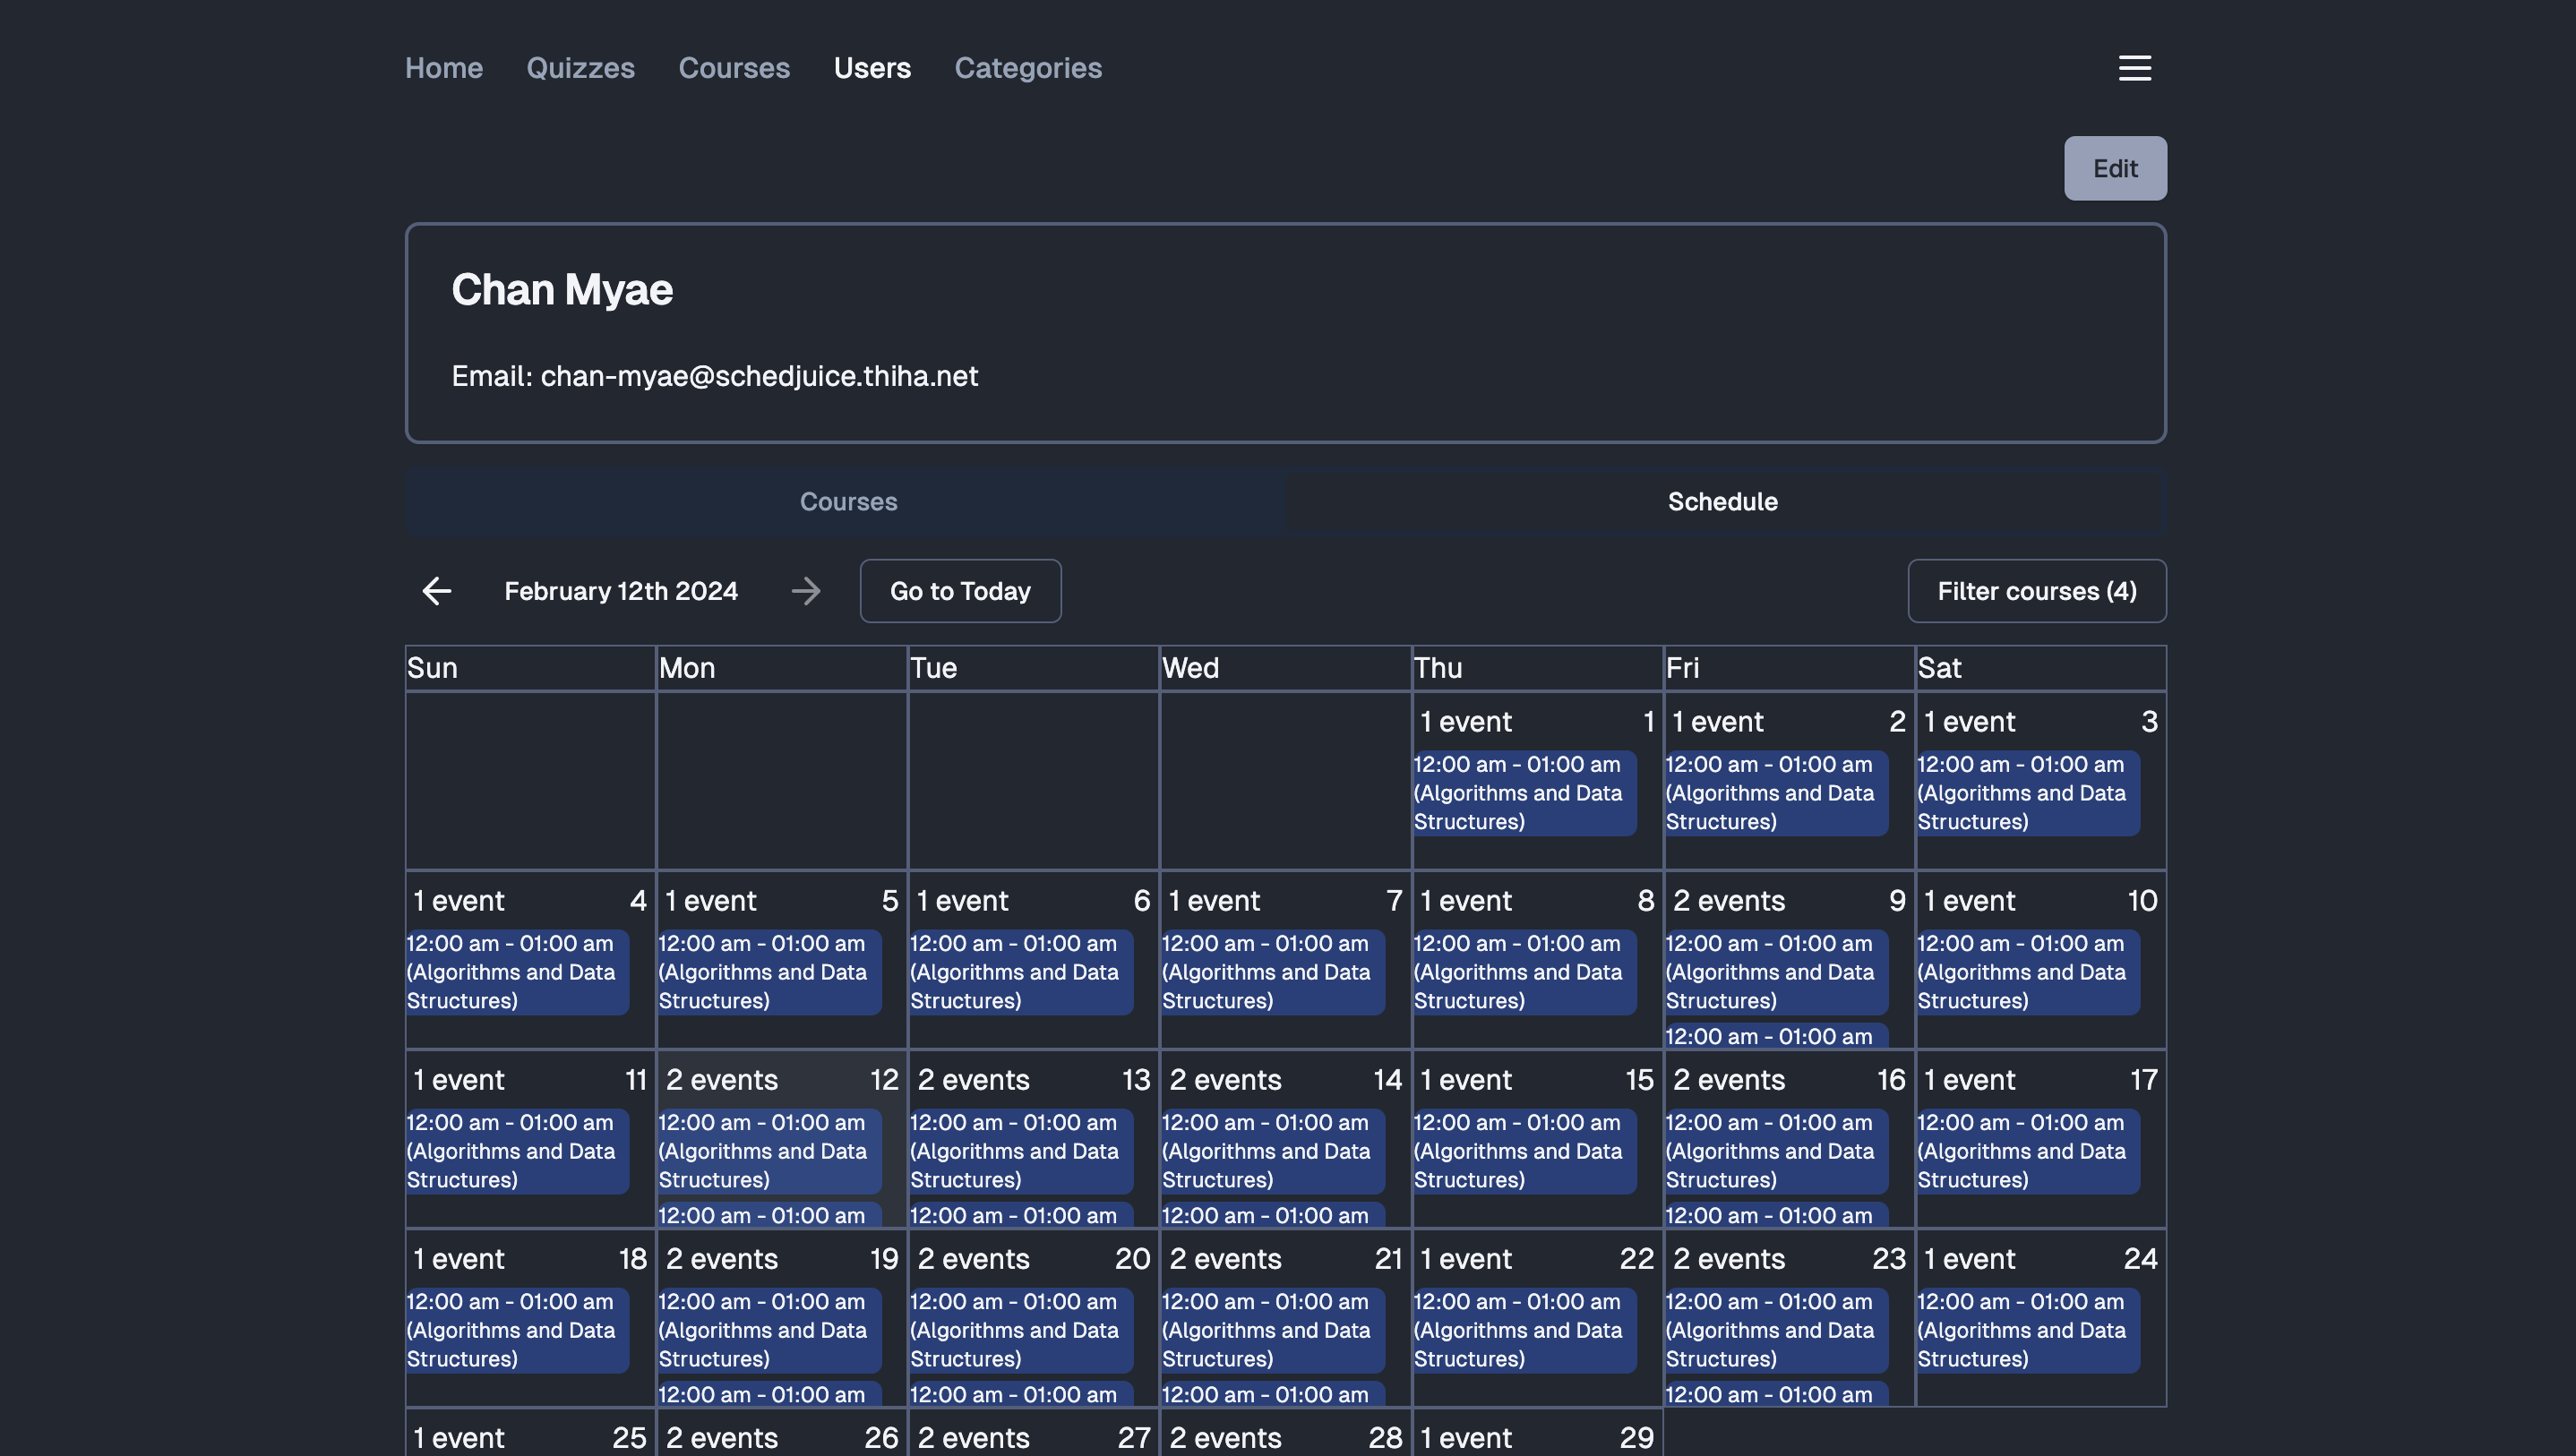 Home Quizzes Courses Users Categories
Edit
Chan Myae
Email: chan-myae@schedjuice.thiha.net
Courses Schedule
February 12th 2024 Go to Today Filter courses (4)
Sun Mon Tue Wed Thu Fri Sat
1 event 1 1 event 2 1 event 3
12:00 am - 01:00 am 12:00 am - 01:00 am 12:00 am - 01:00 am
(Algorithms and Data (Algorithms and Data (Algorithms and Data
Structures) Structures) Structures)
1 event 4 1 event 5 1 event 6 1 event 7 1 event 8 2 events 9 1 event 10
12:00 am - 01:00 am 12:00 am - 01:00 am 12:00 am - 01:00 am 12:00 am - 01:00 am 12:00 am - 01:00 am 12:00 am - 01:00 am 12:00 am - 01:00 am
(Algorithms and Data (Algorithms and Data (Algorithms and Data (Algorithms and Data (Algorithms and Data (Algorithms and Data (Algorithms and Data
Structures) Structures) Structures) Structures) Structures) Structures) Structures)
12:00 am - 01:00 am
1 event 11 2 events 12 2 events 13 2 events 14 1 event 15 2 events 16 1 event 17
12:00 am - 01:00 am 12:00 am - 01:00 am 12:00 am - 01:00 am 12:00 am - 01:00 am 12:00 am - 01:00 am 12:00 am - 01:00 am 12:00 am - 01:00 am
(Algorithms and Data (Algorithms and Data (Algorithms and Data (Algorithms and Data (Algorithms and Data (Algorithms and Data (Algorithms and Data
Structures) Structures) Structures) Structures) Structures) Structures) Structures)
12:00 am - 01:00 am 12:00 am - 01:00 am 12:00 am - 01:00 am 12:00 am - 01:00 am
1 event 18 2 events 19 2 events 20 2 events 21 1 event 22 2 events 23 1 event 24
12:00 am - 01:00 am 12:00 am - 01:00 am 12:00 am - 01:00 am 12:00 am - 01:00 am 12:00 am - 01:00 am 12:00 am - 01:00 am 12:00 am - 01:00 am
(Algorithms and Data (Algorithms and Data (Algorithms and Data (Algorithms and Data (Algorithms and Data (Algorithms and Data (Algorithms and Data
Structures) Structures) Structures) Structures) Structures) Structures) Structures)
12:00 am - 01:00 am 12:00 am - 01:00 am 12:00 am - 01:00 am 12:00 am - 01:00 am
1 event 25 2 events 26 2 events 27 2 events 28 1 event 29